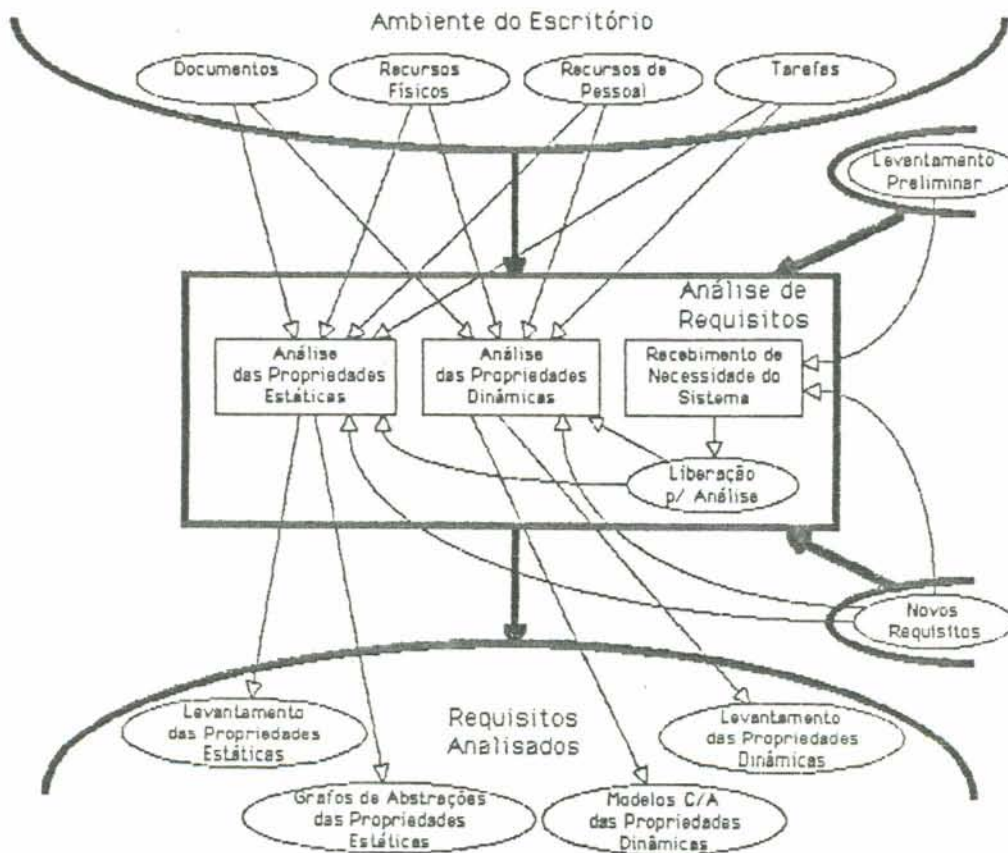 Ambiente do Escritório
Documentos
Recursos
Físicos
Recursos de
Pessoal
Tarefas
Levantamento
Preliminar
Análise de
Requisitos
Análise
das Propriedades
Estáticas
Análise
das Propriedades
Dinâmicas
Recebimento de
Necessidade do
Sistema
Liberação
p/ Análise
Novos
Requisitos
Levantamento
das Propriedades
Estáticas
Requisitos
Analisados
Levantamento
das Propriedades
Dinâmicas
Grafos de Abstrações
das Propriedades
Estáticas
Modelos C/A
das Propriedades
Dinâmicas